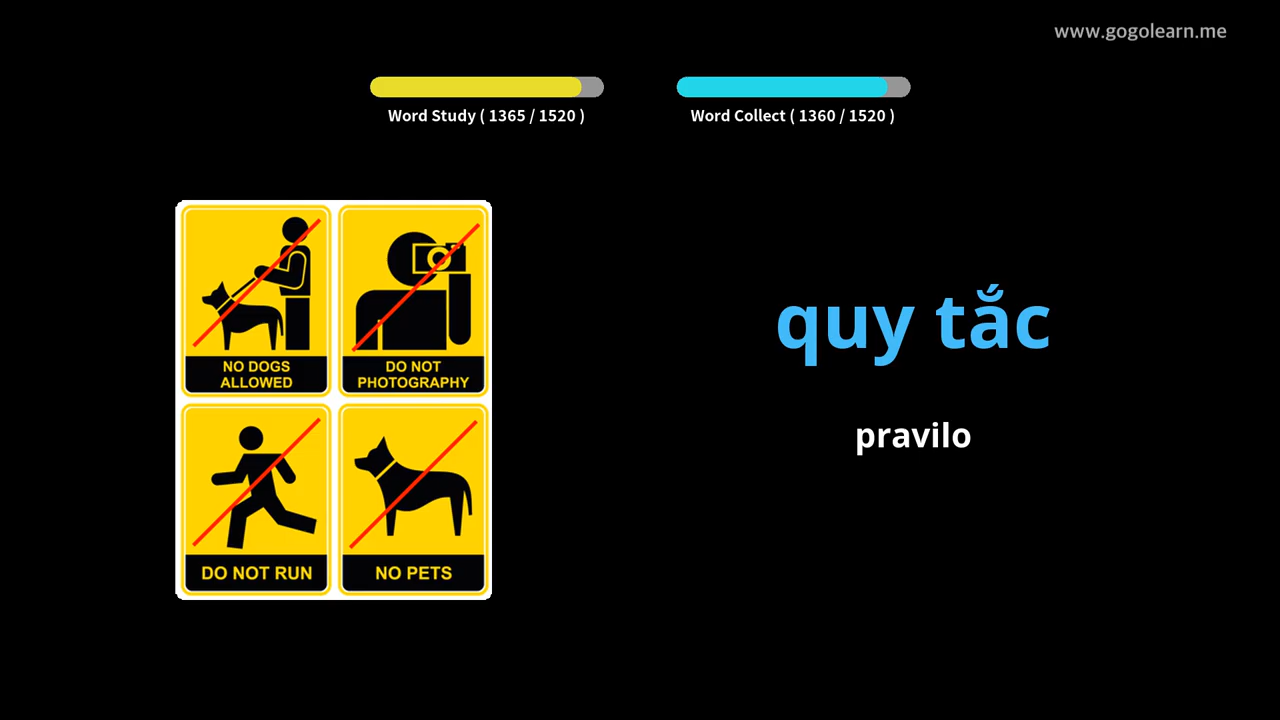 www.gogolearn.me
Word Study ( 1365 / 1520 )
Word Collect ( 1360 / 1520 )
NO DOGS
ALLOWED
DO NOT
PHOTOGRAPHY
DO NOT RUN
NO PETS
quy tắc
pravilo